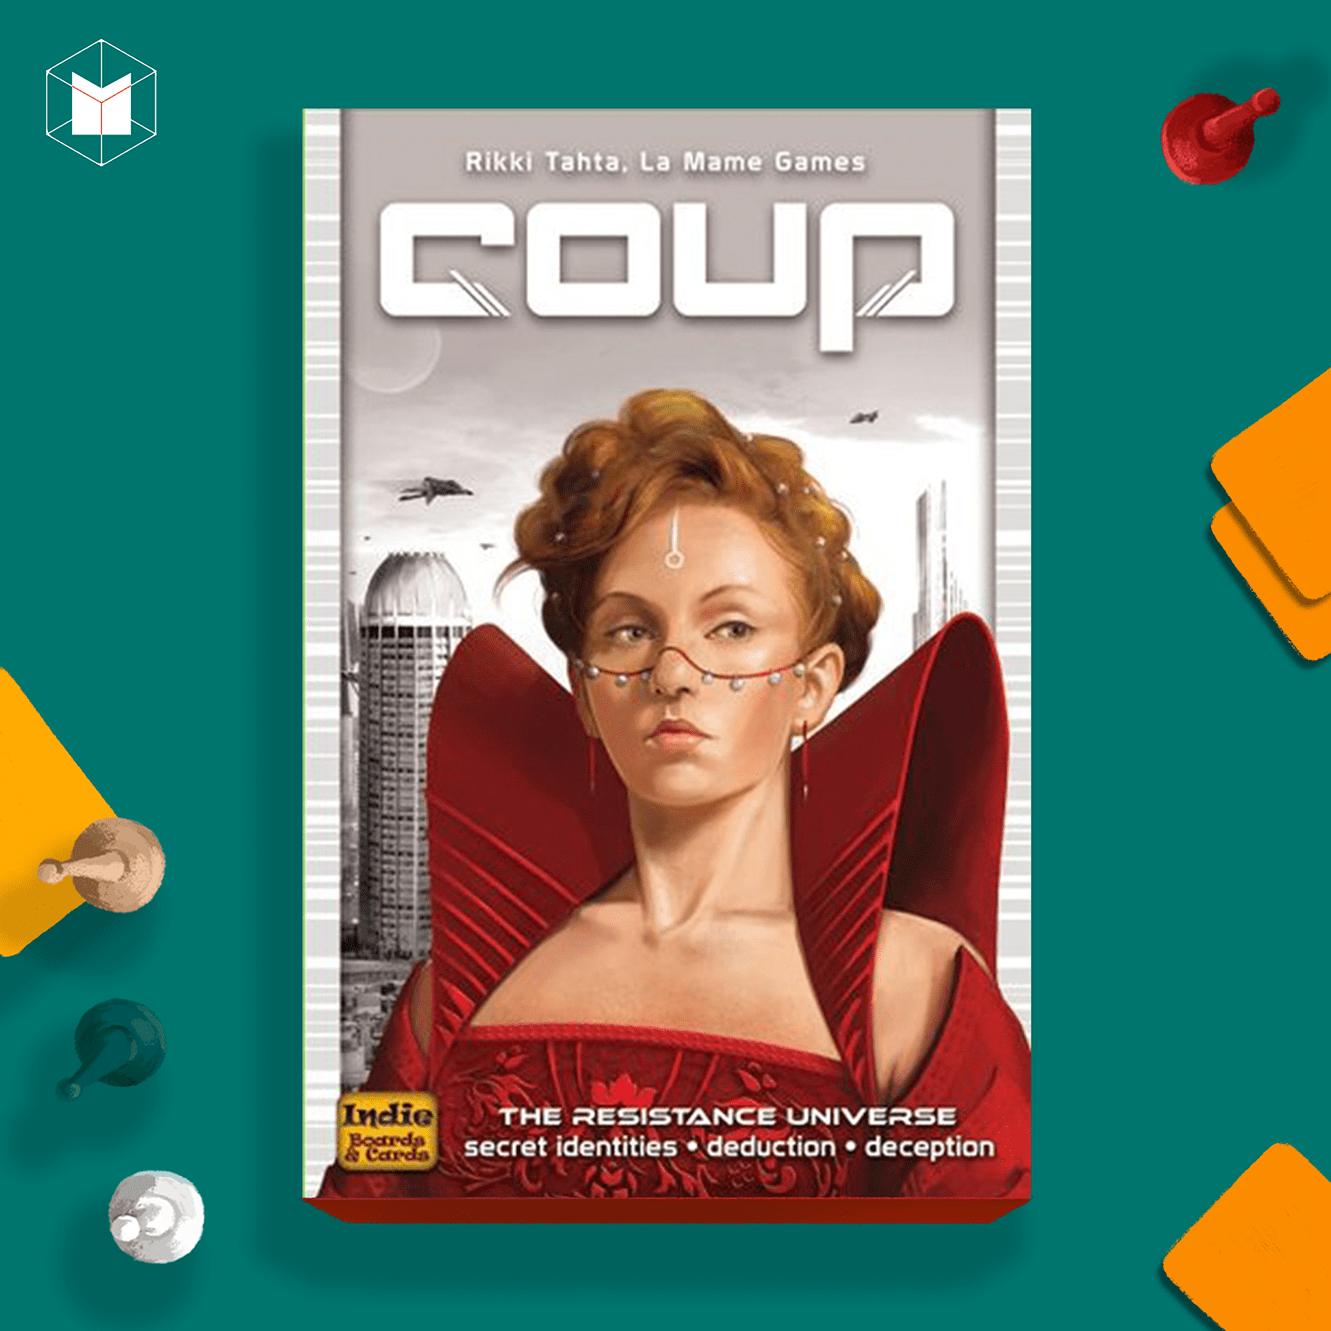 Rikki Tahta, La Mame Games
COUP
Indie
Boards
& Cards
THE RESISTANCE UNIVERSE
secret identities • deduction • deception